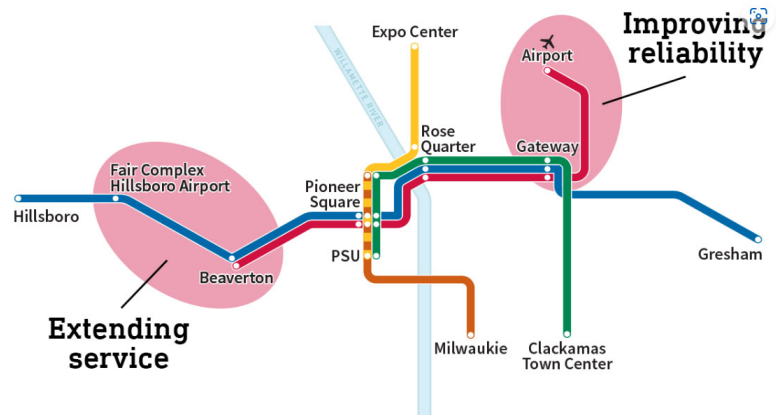 Improving
reliability
Expo Center
Airport
WILLAMETTE RIVER
Rose
Quarter
Gateway
Fair Complex
Hillsboro Airport
Pioneer
Square
Hillsboro
PSU
Gresham
Beaverton
Extending
service
Milwaukie
Clackamas
Town Center